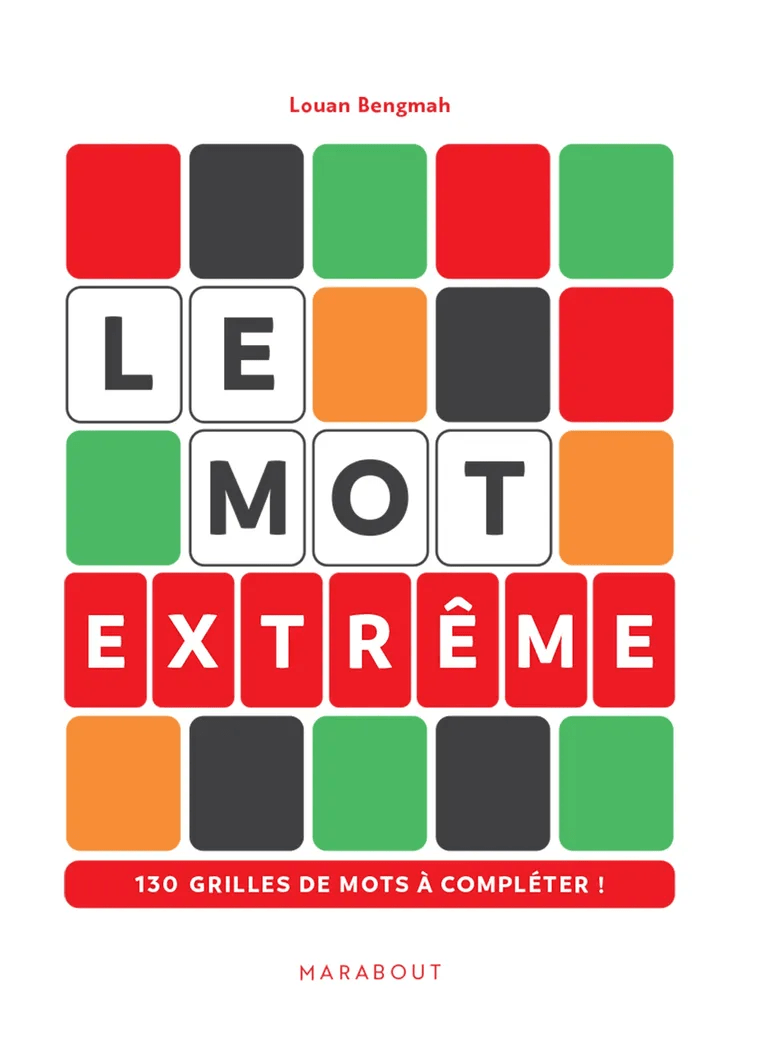 Louan Bengmah
LE
MOT
EXTRÊME
130 GRILLES DE MOTS À COMPLÉTER !
MARABOUT